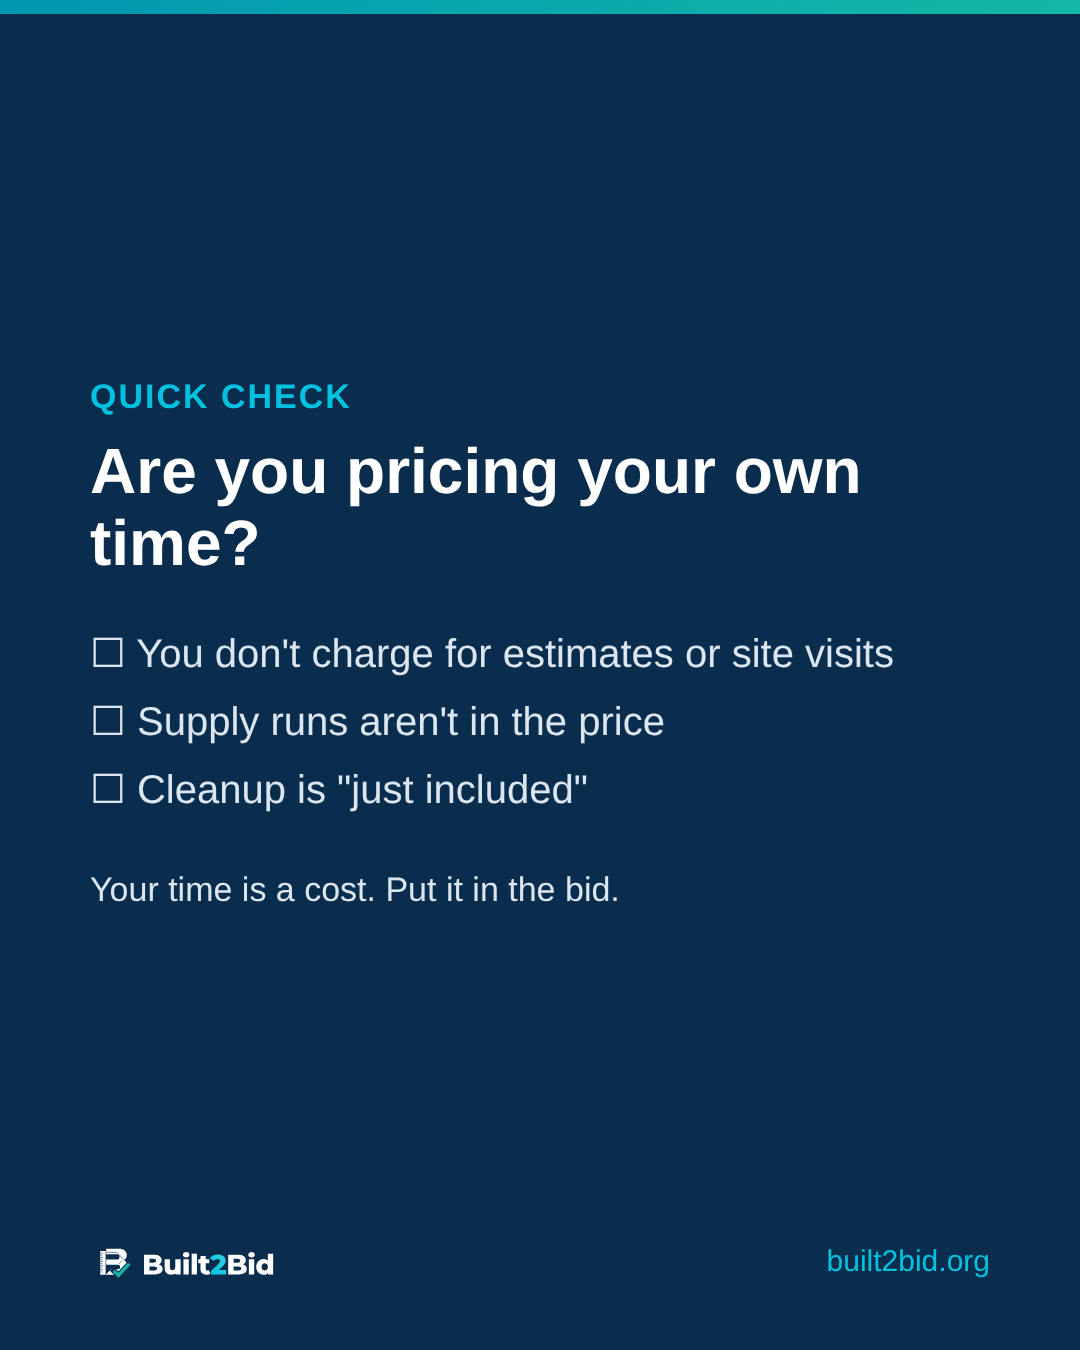 QUICK CHECK
Are you pricing your own
time?
☐ You don't charge for estimates or site visits
☐ Supply runs aren't in the price
☐ Cleanup is "just included"
Your time is a cost. Put it in the bid.
Built2Bid
built2bid.org